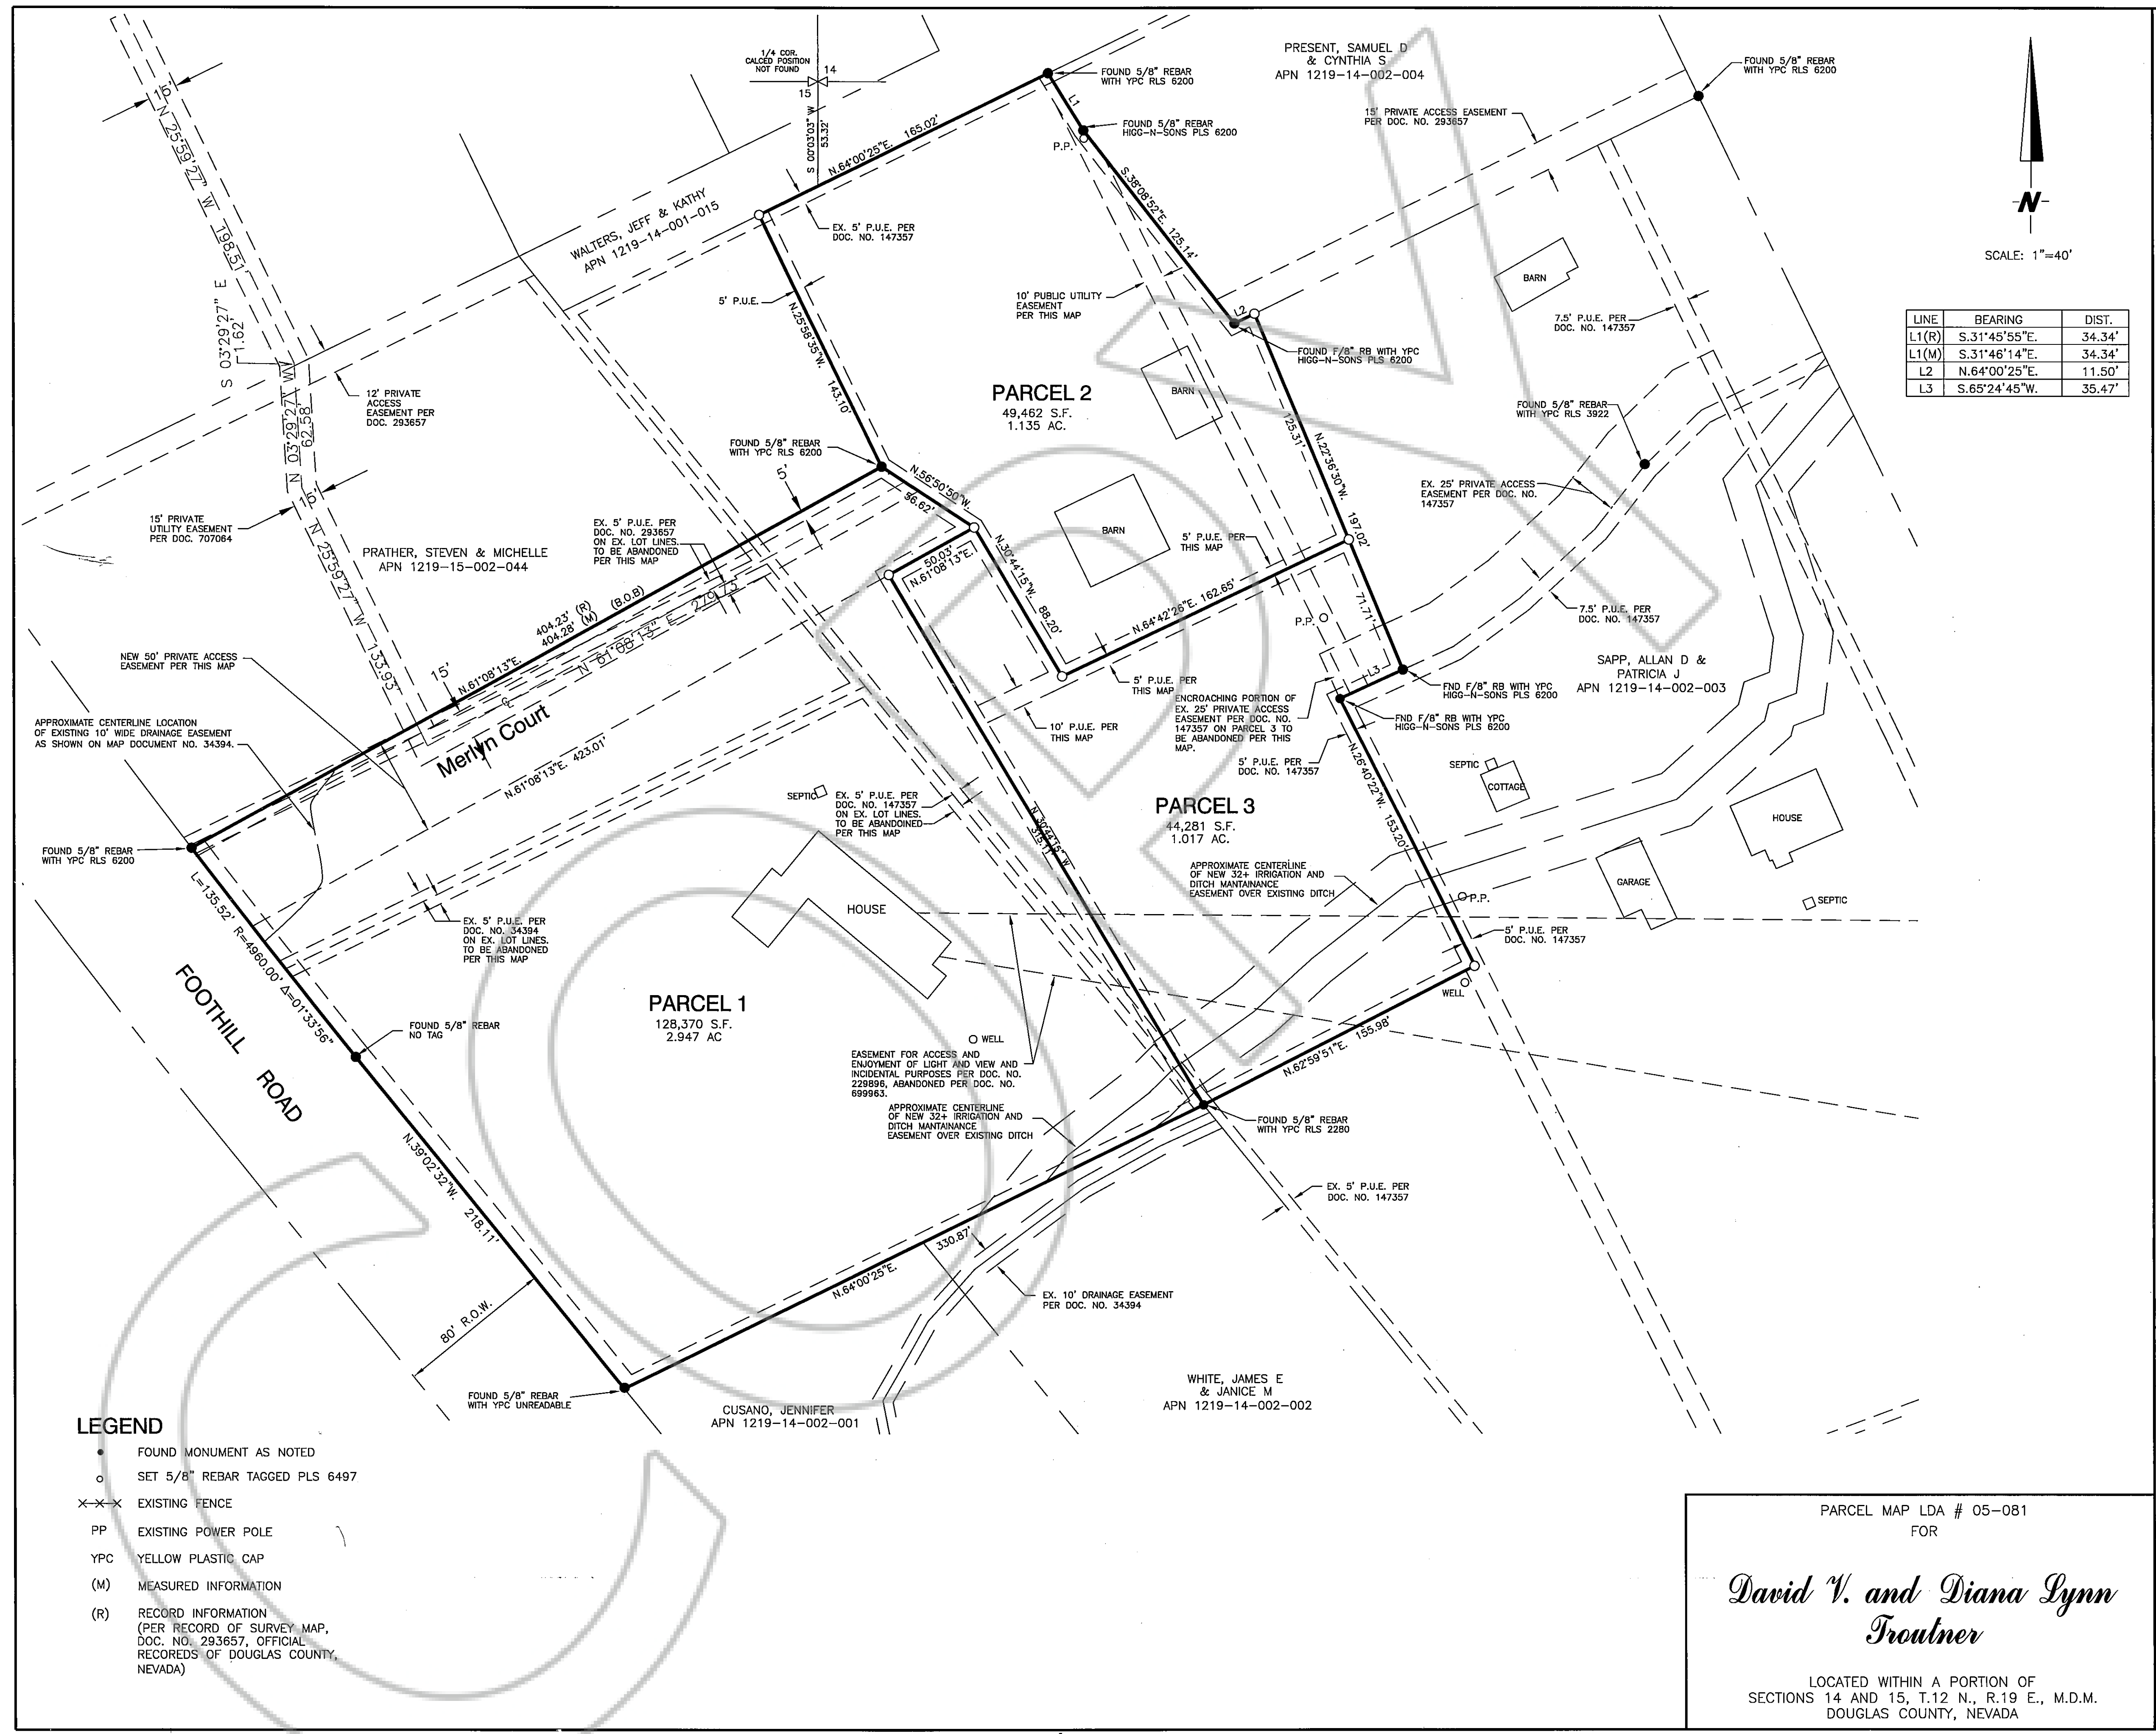 1/4 COR.
CALCED POSITION
NOT FOUND
14
15
S 00°03'03" W
53.32'
FOUND 5/8" REBAR
WITH YPC RLS 6200
L1
FOUND 5/8" REBAR
HIGG-N-SONS PLS 6200
P.P.
PRESENT, SAMUEL D
& CYNTHIA S
APN 1219-14-002-004
15' PRIVATE ACCESS EASEMENT
PER DOC. NO. 293657
FOUND 5/8" REBAR
WITH YPC RLS 6200
N
SCALE: 1"=40'
LINE BEARING DIST.
L1(R) S.31°45'55"E. 34.34'
L1(M) S.31°46'14"E. 34.34'
L2 N.64°00'25"E. 11.50'
L3 S.65°24'45"W. 35.47'
15'
N 25°59'27" W 198.51
S 03°29'27" E
1.62'
N 03°29'27" W
62.58'
15'
N 25°59'27" W 133.93'
N.64°00'25"E. 165.02'
WALTERS, JEFF & KATHY
APN 1219-14-001-015
EX. 5' P.U.E. PER
DOC. NO. 147357
5' P.U.E.
N.25°58'35"W. 143.10'
S.38°08'52"E. 125.14'
10' PUBLIC UTILITY
EASEMENT
PER THIS MAP
L2
FOUND F/8" RB WITH YPC
HIGG-N-SONS PLS 6200
BARN
7.5' P.U.E. PER
DOC. NO. 147357
12' PRIVATE
ACCESS
EASEMENT PER
DOC. 293657
PARCEL 2
49,462 S.F.
1.135 AC.
BARN
125.31'
N.22°36'30"W. 197.02'
FOUND 5/8" REBAR
WITH YPC RLS 3922
FOUND 5/8" REBAR
WITH YPC RLS 6200
5'
N.56°50'50"W.
56.62'
BARN
EX. 25' PRIVATE ACCESS
EASEMENT PER DOC. NO.
147357
15' PRIVATE
UTILITY EASEMENT
PER DOC. 707064
PRATHER, STEVEN & MICHELLE
APN 1219-15-002-044
EX. 5' P.U.E. PER
DOC. NO. 293657
ON EX. LOT LINES.
TO BE ABANDONED
PER THIS MAP
50.03'
N.61°08'13"E.
N.30°44'15"W. 88.20'
5' P.U.E. PER
THIS MAP
N.64°42'26"E. 162.65'
71.71'
P.P.
7.5' P.U.E. PER
DOC. NO. 147357
404.23' (R)
404.28' (M) (B.O.B)
N.61°08'13"E.
N 61°08'13" E 279.73
NEW 50' PRIVATE ACCESS
EASEMENT PER THIS MAP
15'
SAPP, ALLAN D &
PATRICIA J
APN 1219-14-002-003
L3
FND F/8" RB WITH YPC
HIGG-N-SONS PLS 6200
FND F/8" RB WITH YPC
HIGG-N-SONS PLS 6200
5' P.U.E. PER
THIS MAP
10' P.U.E. PER
THIS MAP
ENCROACHING PORTION OF
EX. 25' PRIVATE ACCESS
EASEMENT PER DOC. NO.
147357 ON PARCEL 3 TO
BE ABANDONED PER THIS
MAP.
5' P.U.E. PER
DOC. NO. 147357
APPROXIMATE CENTERLINE LOCATION
OF EXISTING 10' WIDE DRAINAGE EASEMENT
AS SHOWN ON MAP DOCUMENT NO. 34394.
Merlyn Court
N.61°08'13"E. 423.01'
SEPTIC
EX. 5' P.U.E. PER
DOC. NO. 147357
ON EX. LOT LINES.
TO BE ABANDOINED
PER THIS MAP
N 30°44'15" W
315.11'
PARCEL 3
44,281 S.F.
1.017 AC.
N.26°40'22"W. 153.20'
SEPTIC
COTTAGE
HOUSE
GARAGE
SEPTIC
APPROXIMATE CENTERLINE
OF NEW 32+ IRRIGATION AND
DITCH MANTAINANCE
EASEMENT OVER EXISTING DITCH
P.P.
5' P.U.E. PER
DOC. NO. 147357
WELL
FOUND 5/8" REBAR
WITH YPC RLS 6200
L=135.52' R=4960.00' Δ=01°33'56"
EX. 5' P.U.E. PER
DOC. NO. 34394
ON EX. LOT LINES.
TO BE ABANDONED
PER THIS MAP
HOUSE
FOOTHILL ROAD
FOUND 5/8" REBAR
NO TAG
PARCEL 1
128,370 S.F.
2.947 AC
WELL
EASEMENT FOR ACCESS AND
ENJOYMENT OF LIGHT AND VIEW AND
INCIDENTAL PURPOSES PER DOC. NO.
229896, ABANDONED PER DOC. NO.
699963.
APPROXIMATE CENTERLINE
OF NEW 32+ IRRIGATION AND
DITCH MANTAINANCE
EASEMENT OVER EXISTING DITCH
N.62°59'51"E. 155.98'
FOUND 5/8" REBAR
WITH YPC RLS 2280
EX. 5' P.U.E. PER
DOC. NO. 147357
N.39°02'32"W. 218.11'
80' R.O.W.
N.64°00'25"E. 330.87'
EX. 10' DRAINAGE EASEMENT
PER DOC. NO. 34394
FOUND 5/8" REBAR
WITH YPC UNREADABLE
CUSANO, JENNIFER
APN 1219-14-002-001
WHITE, JAMES E
& JANICE M
APN 1219-14-002-002
LEGEND
FOUND MONUMENT AS NOTED
SET 5/8" REBAR TAGGED PLS 6497
EXISTING FENCE
PP EXISTING POWER POLE
YPC YELLOW PLASTIC CAP
(M) MEASURED INFORMATION
(R) RECORD INFORMATION
(PER RECORD OF SURVEY MAP,
DOC. NO. 293657, OFFICIAL
RECOREDS OF DOUGLAS COUNTY,
NEVADA)
PARCEL MAP LDA # 05-081
FOR
David V. and Diana Lynn
Troutner
LOCATED WITHIN A PORTION OF
SECTIONS 14 AND 15, T.12 N., R.19 E., M.D.M.
DOUGLAS COUNTY, NEVADA
COPY